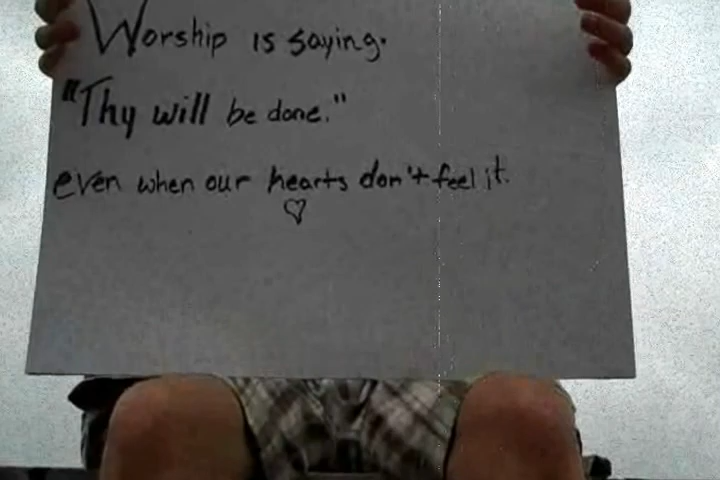 Worship is saying.
"Thy will be done."
even when our hearts don't feel it.